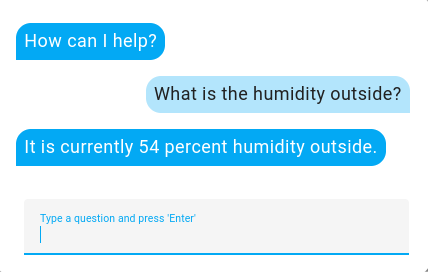 How can I help?
What is the humidity outside?
It is currently 54 percent humidity outside.
Type a question and press 'Enter'